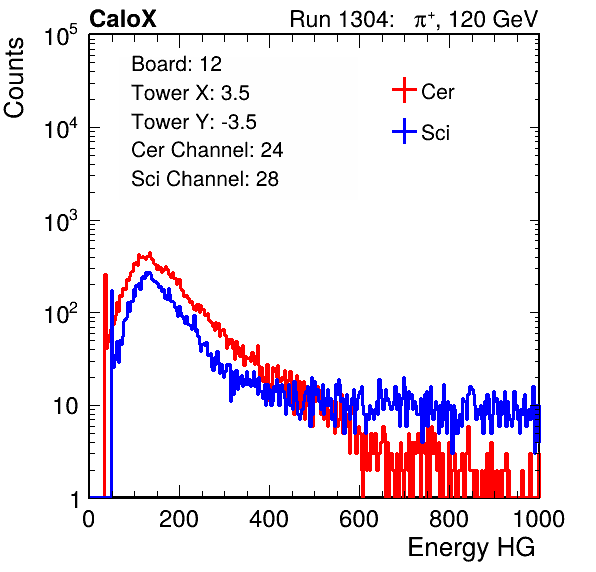 CaloX Run 1304: π⁺, 120 GeV
Counts
10⁵
10⁴
10³
10²
10
1
Board: 12
Tower X: 3.5
Tower Y: -3.5
Cer Channel: 24
Sci Channel: 28
Cer
Sci
0 200 400 600 800 1000
Energy HG